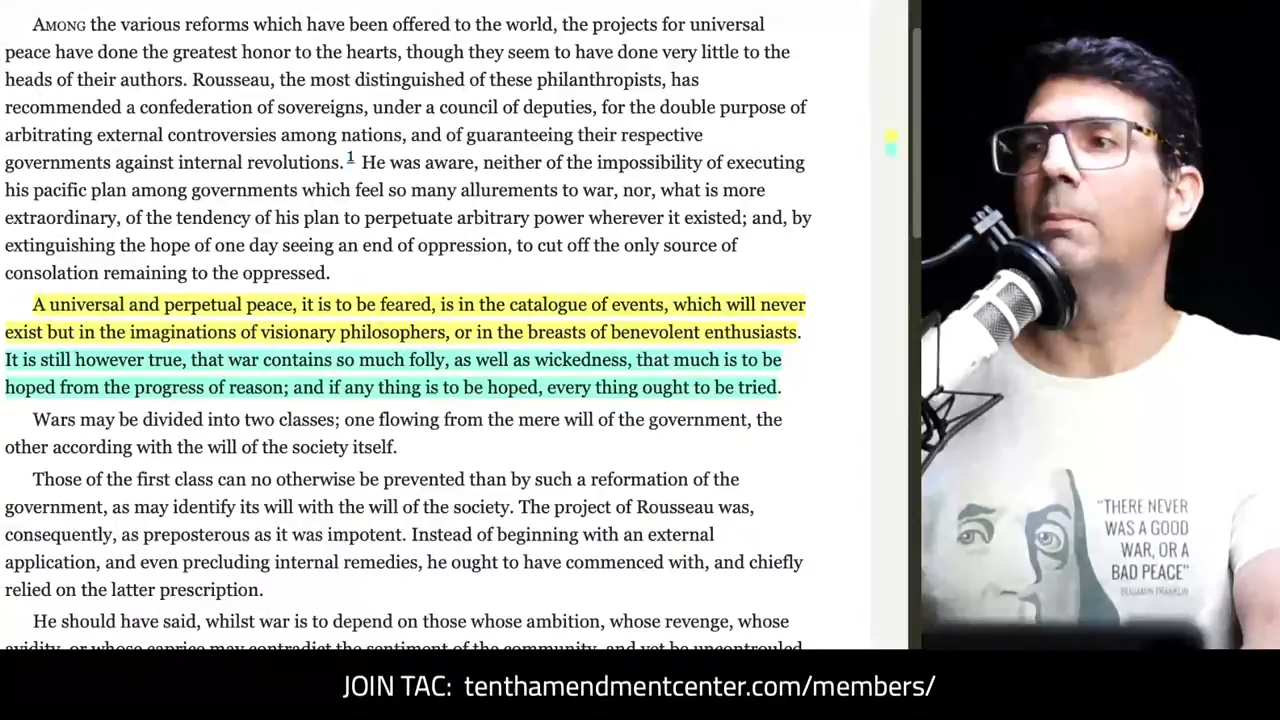 AMONG the various reforms which have been offered to the world, the projects for universal
peace have done the greatest honor to the hearts, though they seem to have done very little to the
heads of their authors. Rousseau, the most distinguished of these philanthropists, has
recommended a confederation of sovereigns, under a council of deputies, for the double purpose of
arbitrating external controversies among nations, and of guaranteeing their respective
governments against internal revolutions. 1 He was aware, neither of the impossibility of executing
his pacific plan among governments which feel so many allurements to war, nor, what is more
extraordinary, of the tendency of his plan to perpetuate arbitrary power wherever it existed; and, by
extinguishing the hope of one day seeing an end of oppression, to cut off the only source of
consolation remaining to the oppressed.
A universal and perpetual peace, it is to be feared, is in the catalogue of events, which will never
exist but in the imaginations of visionary philosophers, or in the breasts of benevolent enthusiasts.
It is still however true, that war contains so much folly, as well as wickedness, that much is to be
hoped from the progress of reason; and if any thing is to be hoped, every thing ought to be tried.
Wars may be divided into two classes; one flowing from the mere will of the government, the
other according with the will of the society itself.
Those of the first class can no otherwise be prevented than by such a reformation of the
government, as may identify its will with the will of the society. The project of Rousseau was,
consequently, as preposterous as it was impotent. Instead of beginning with an external
application, and even precluding internal remedies, he ought to have commenced with, and chiefly
relied on the latter prescription.
He should have said, whilst war is to depend on those whose ambition, whose revenge, whose
avidity, or whose caprice may contradict the sentiment of the community, and yet be uncontrouled
"THERE NEVER
WAS A GOOD
WAR, OR A
BAD PEACE"
BENJAMIN FRANKLIN
JOIN TAC: tenthamendmentcenter.com/members/